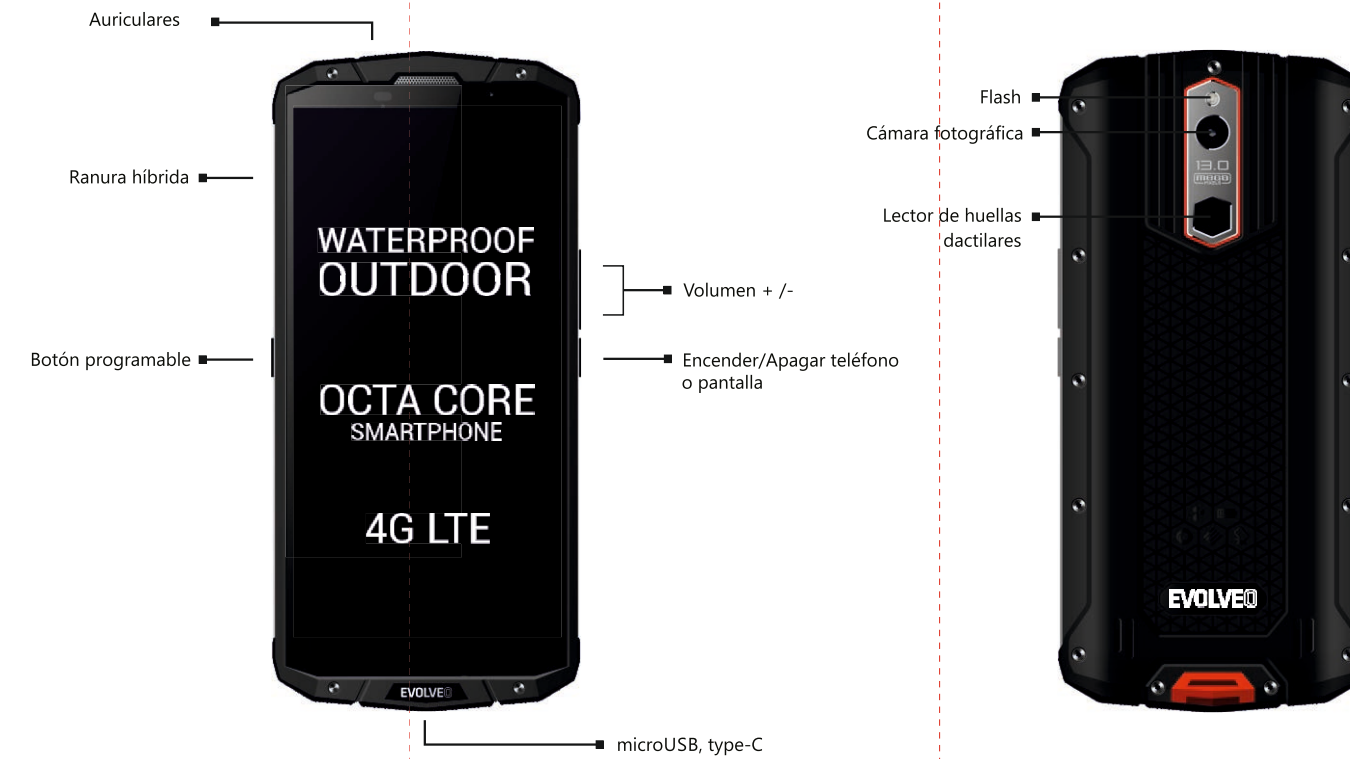 Auriculares
Ranura híbrida
Botón programable
WATERPROOF
OUTDOOR
OCTA CORE
SMARTPHONE
4G LTE
EVOLVEO
Volumen + /-
Encender/Apagar teléfono
o pantalla
microUSB, type-C
Flash
Cámara fotográfica
Lector de huellas
dactilares
13.0
MEGA
EVOLVEO